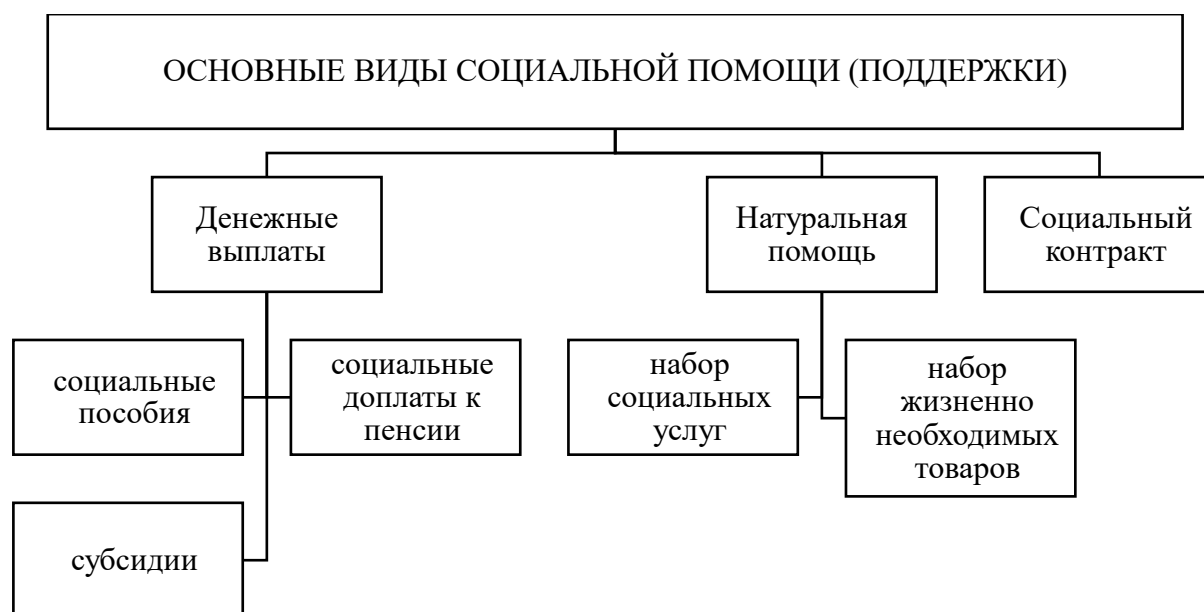 ОСНОВНЫЕ ВИДЫ СОЦИАЛЬНОЙ ПОМОЩИ (ПОДДЕРЖКИ)
Денежные
выплаты
Натуральная
помощь
Социальный
контракт
социальные
пособия
социальные
доплаты к
пенсии
набор
социальных
услуг
набор
жизненно
необходимых
товаров
субсидии